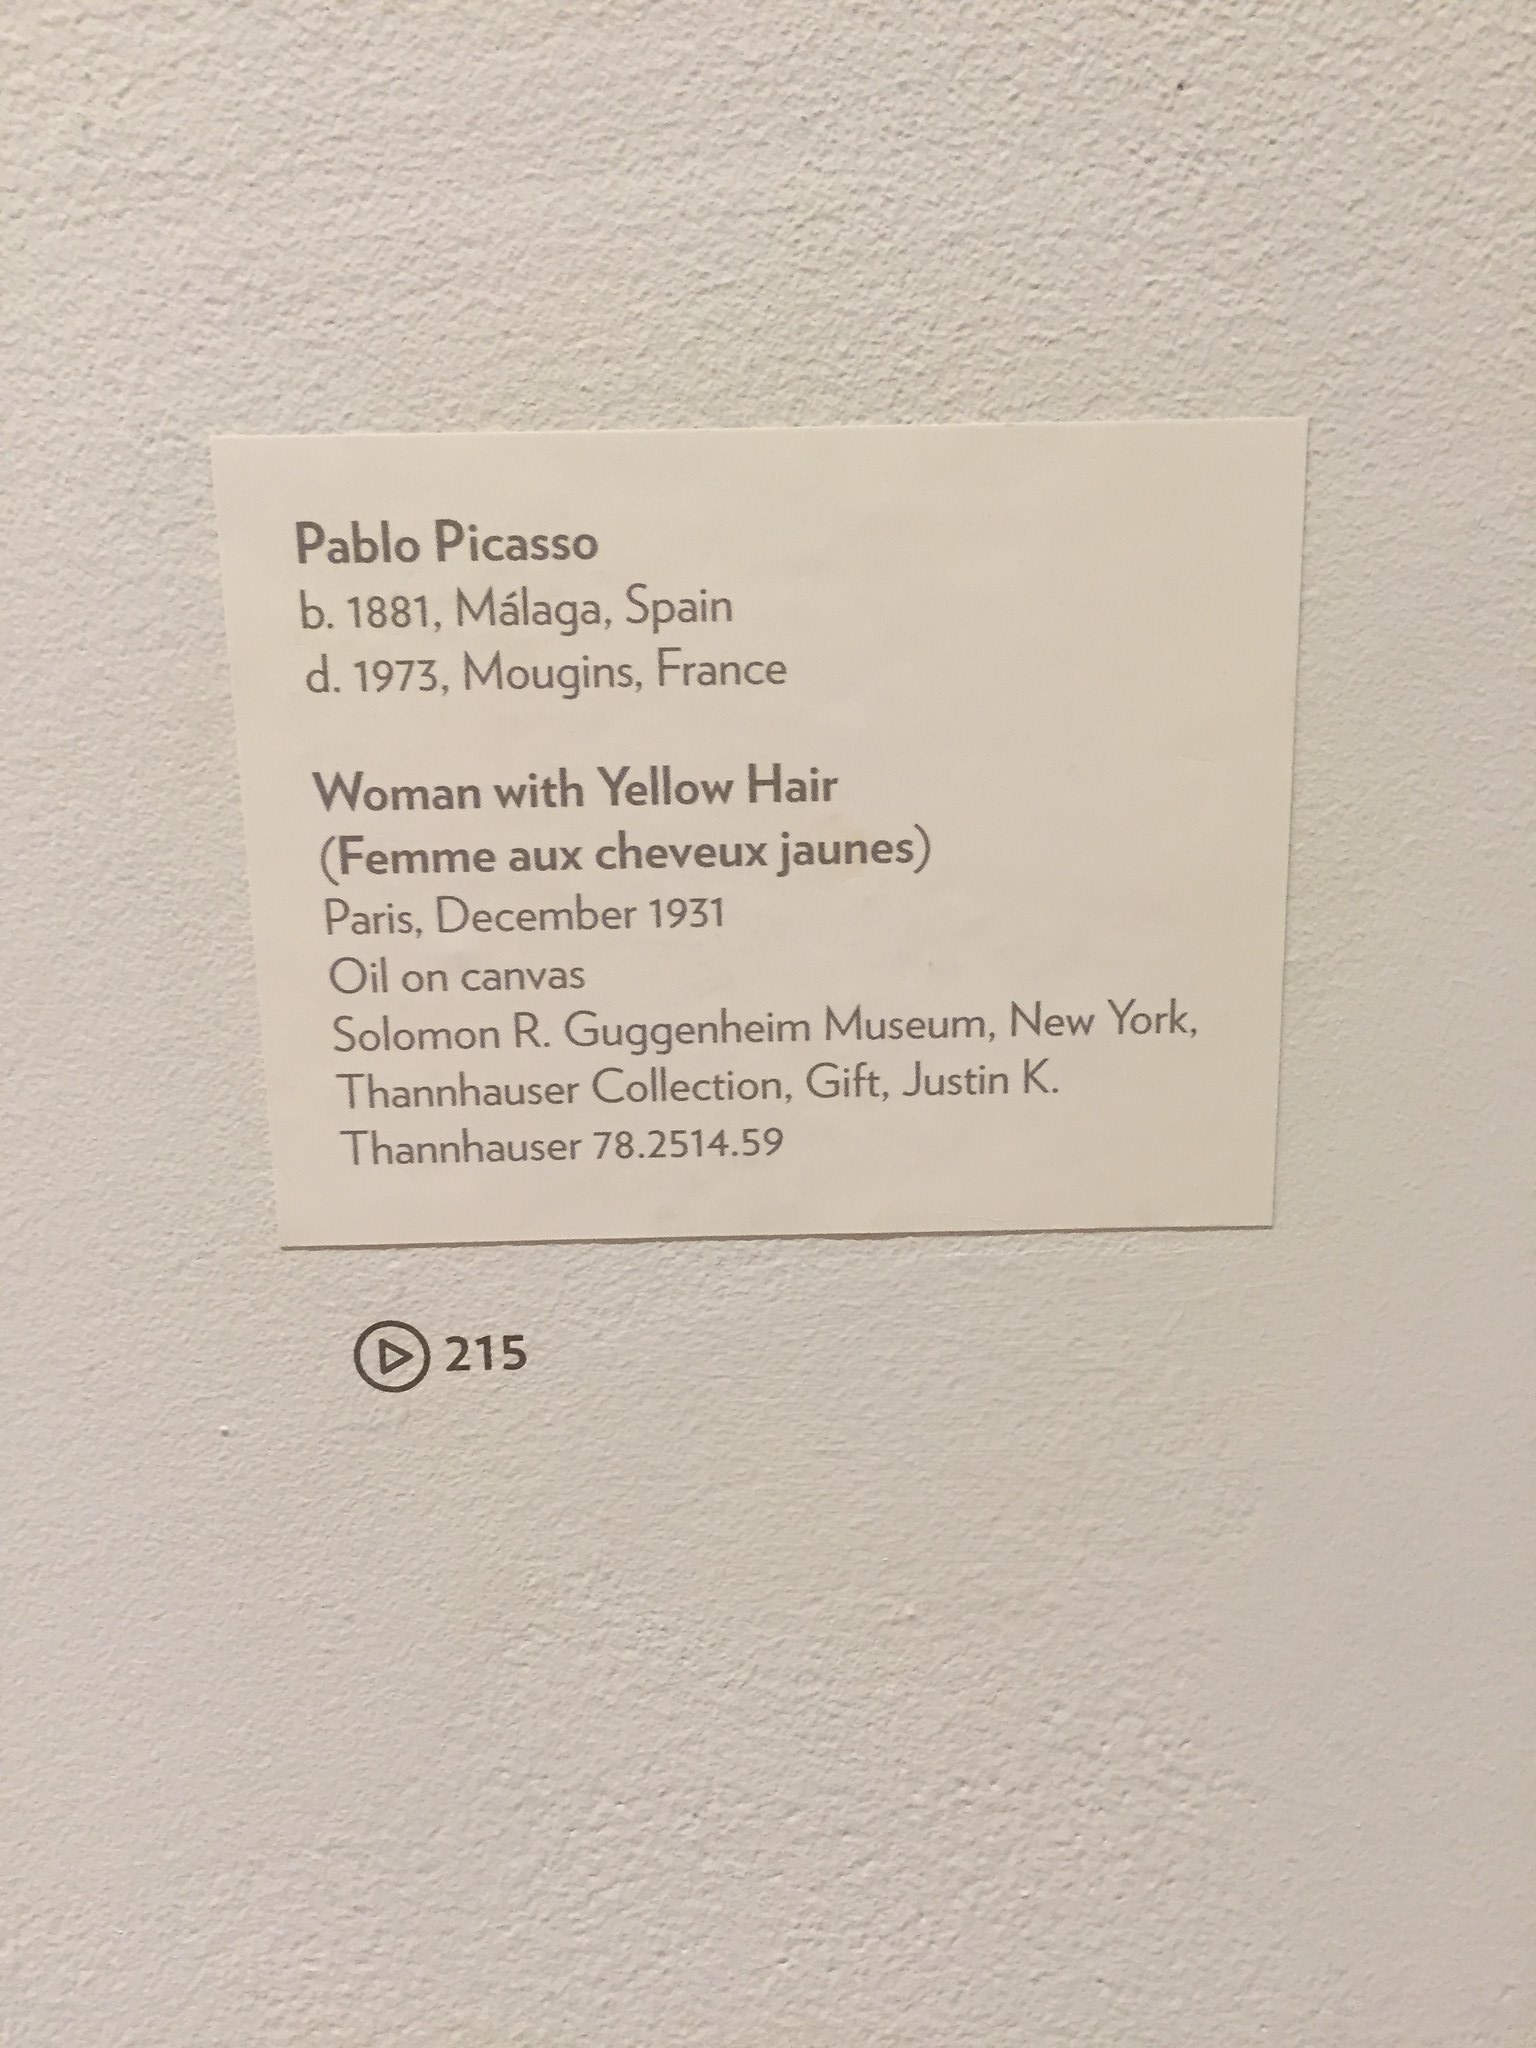 Pablo Picasso
b. 1881, Málaga, Spain
d. 1973, Mougins, France
Woman with Yellow Hair
(Femme aux cheveux jaunes)
Paris, December 1931
Oil on canvas
Solomon R. Guggenheim Museum, New York,
Thannhauser Collection, Gift, Justin K.
Thannhauser 78.2514.59
215